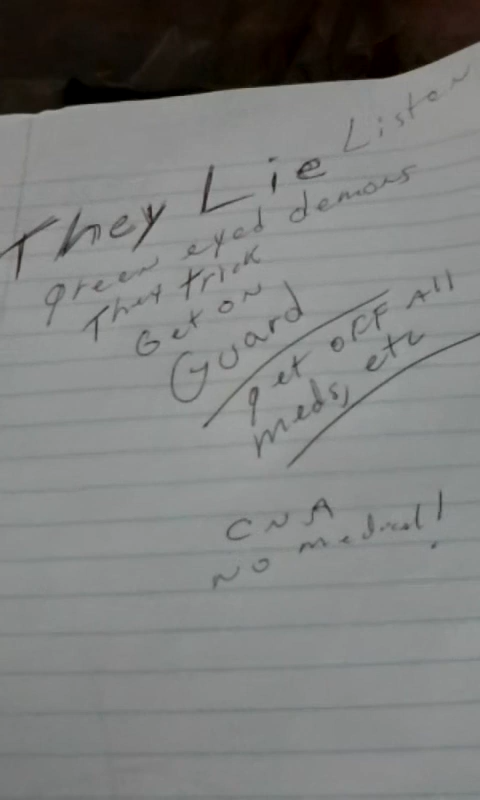 They Lie Listen
green eyed demons
They trick
Get on
Guard
get OFF All
meds, etc
CNA
NO medical!